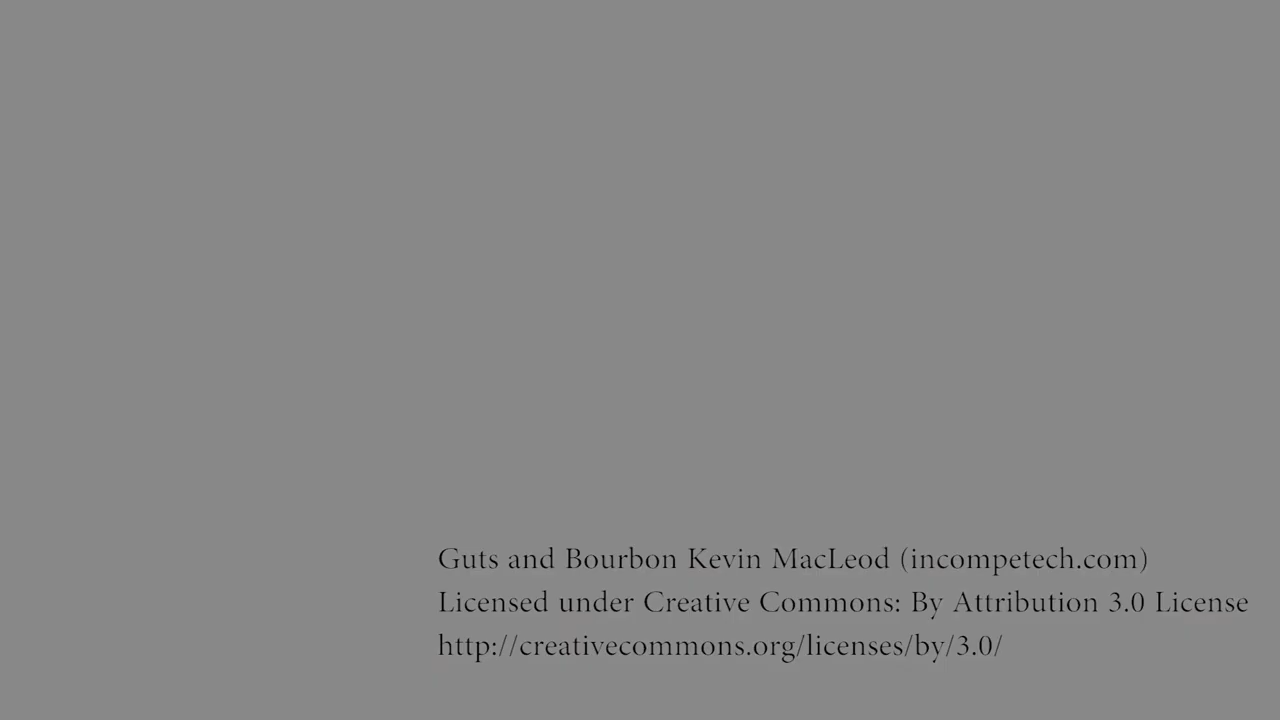 Guts and Bourbon Kevin MacLeod (incompetech.com)
Licensed under Creative Commons: By Attribution 3.0 License
http://creativecommons.org/licenses/by/3.0/